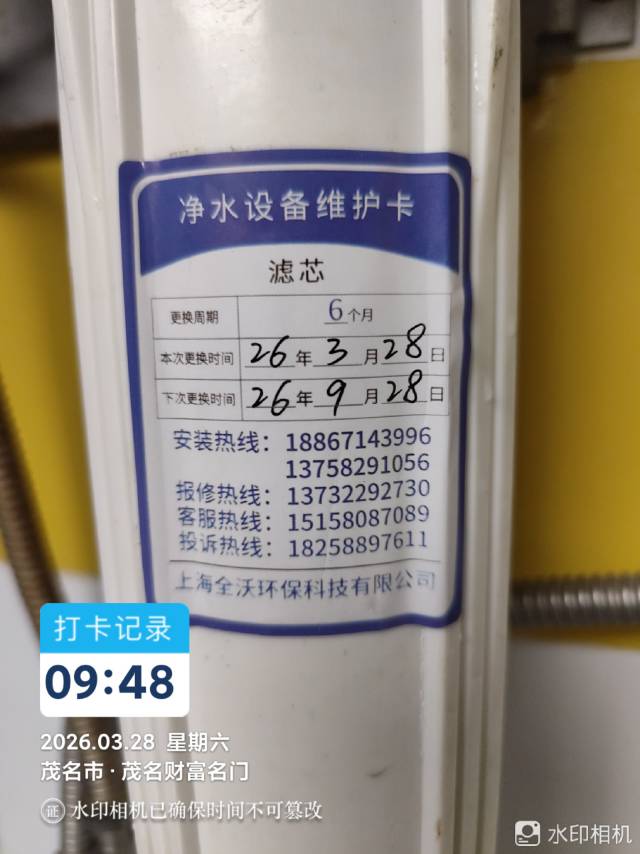 净水设备维护卡
滤芯
更换周期 6个月
本次更换时间 26年3月28日
下次更换时间 26年9月28日
安装热线：18867143996
13758291056
报修热线：13732292730
客服热线：15158087089
投诉热线：18258897611
上海全沃环保科技有限公司
打卡记录
09:48
2026.03.28 星期六
茂名市·茂名财富名门
证 水印相机已确保时间不可篡改
水印相机